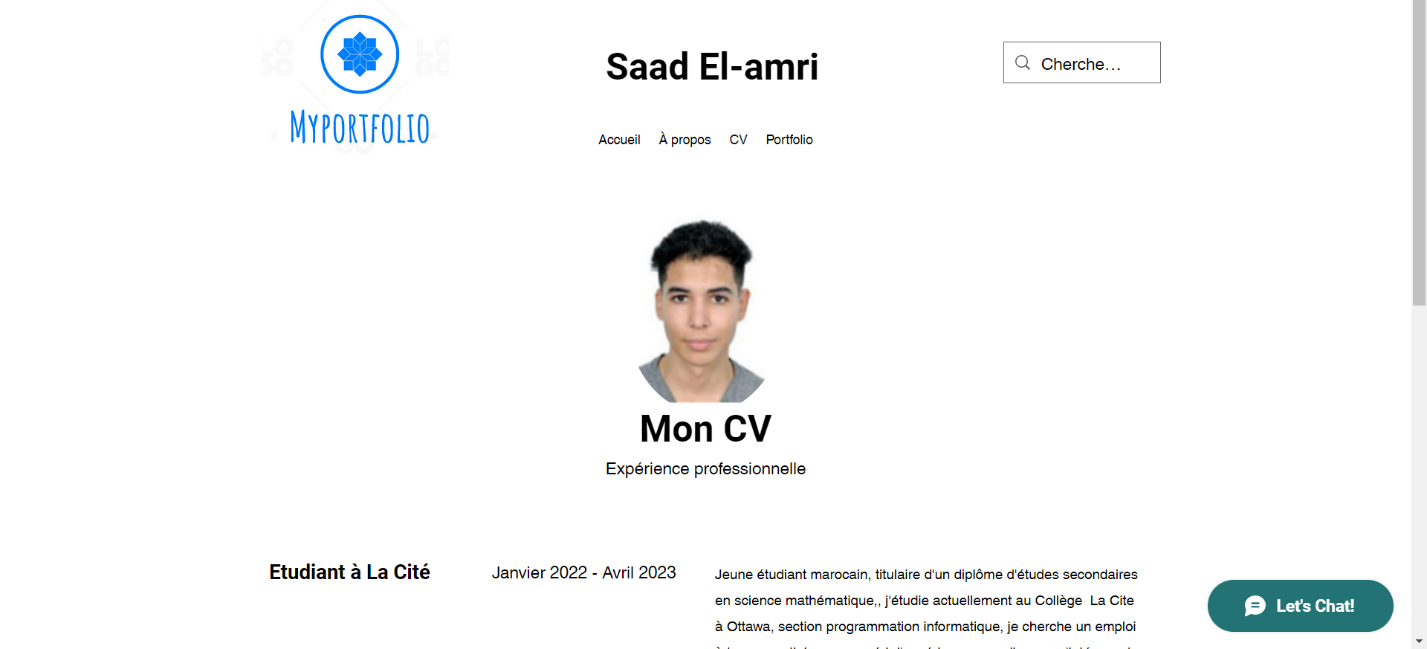 MYPORTFOLIO
Saad El-amri
Cherche...
Accueil À propos CV Portfolio
Mon CV
Expérience professionnelle
Etudiant à La Cité
Janvier 2022 - Avril 2023
Jeune étudiant marocain, titulaire d'un diplôme d'études secondaires
en science mathématique,, j'étudie actuellement au Collège La Cite
à Ottawa, section programmation informatique, je cherche un emploi
Let's Chat!